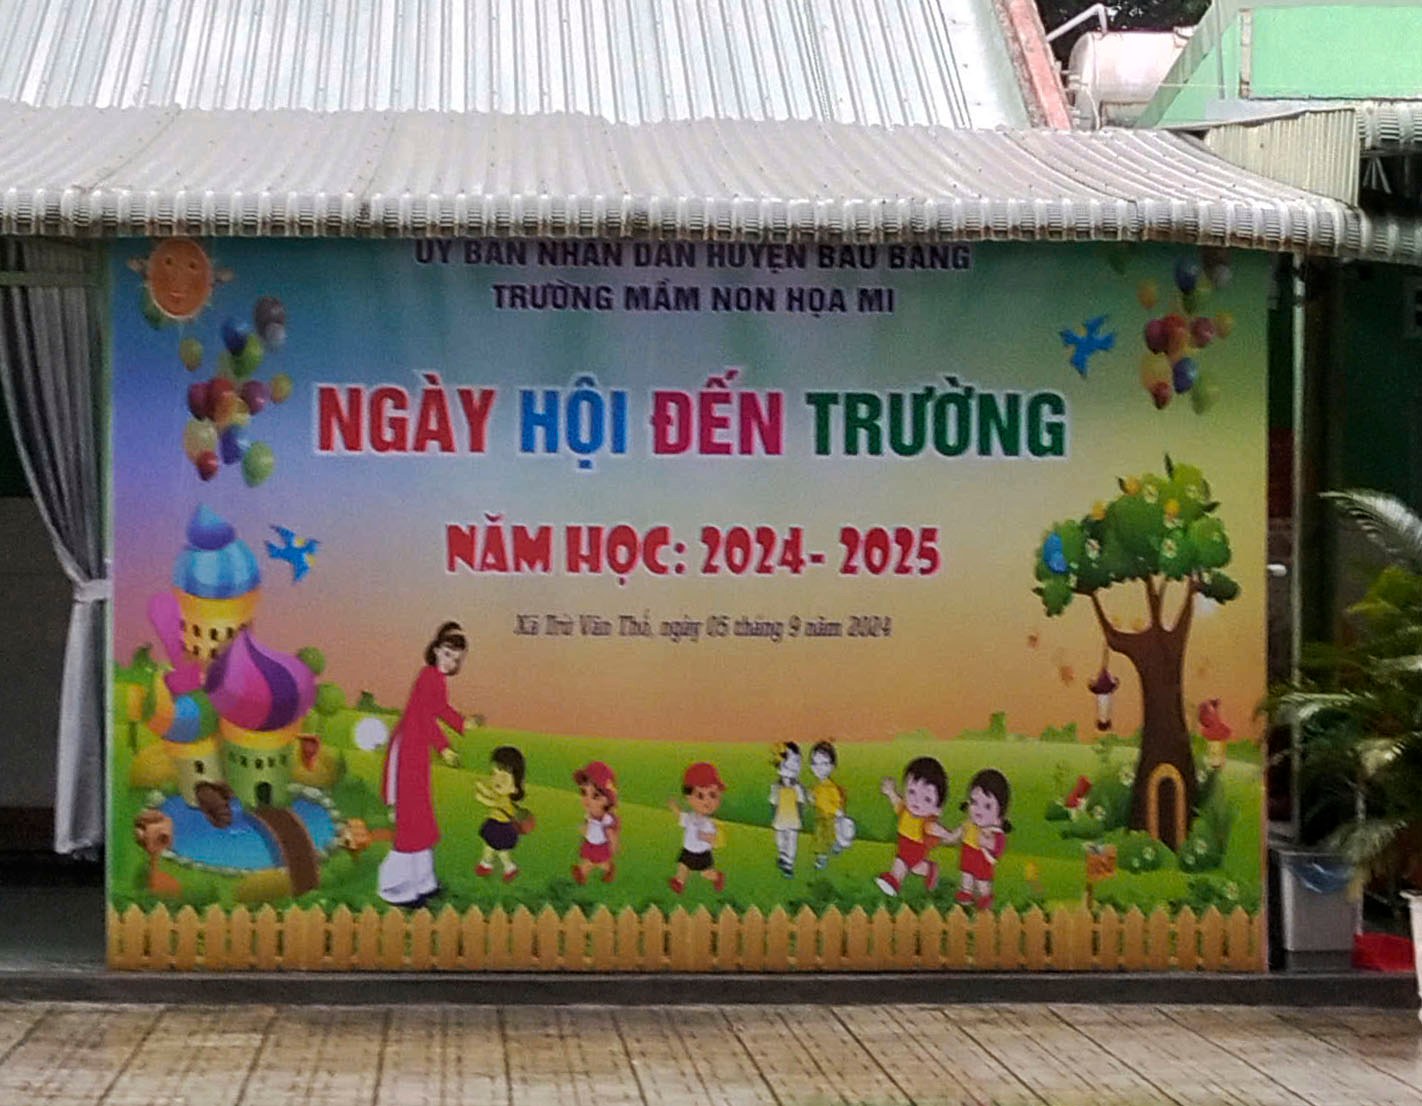 ỦY BAN NHÂN DÂN HUYỆN BÀU BÀNG
TRƯỜNG MẦM NON HỌA MI
NGÀY HỘI ĐẾN TRƯỜNG
NĂM HỌC: 2024- 2025
Xã Trừ Văn Thố, ngày 05 tháng 9 năm 2024